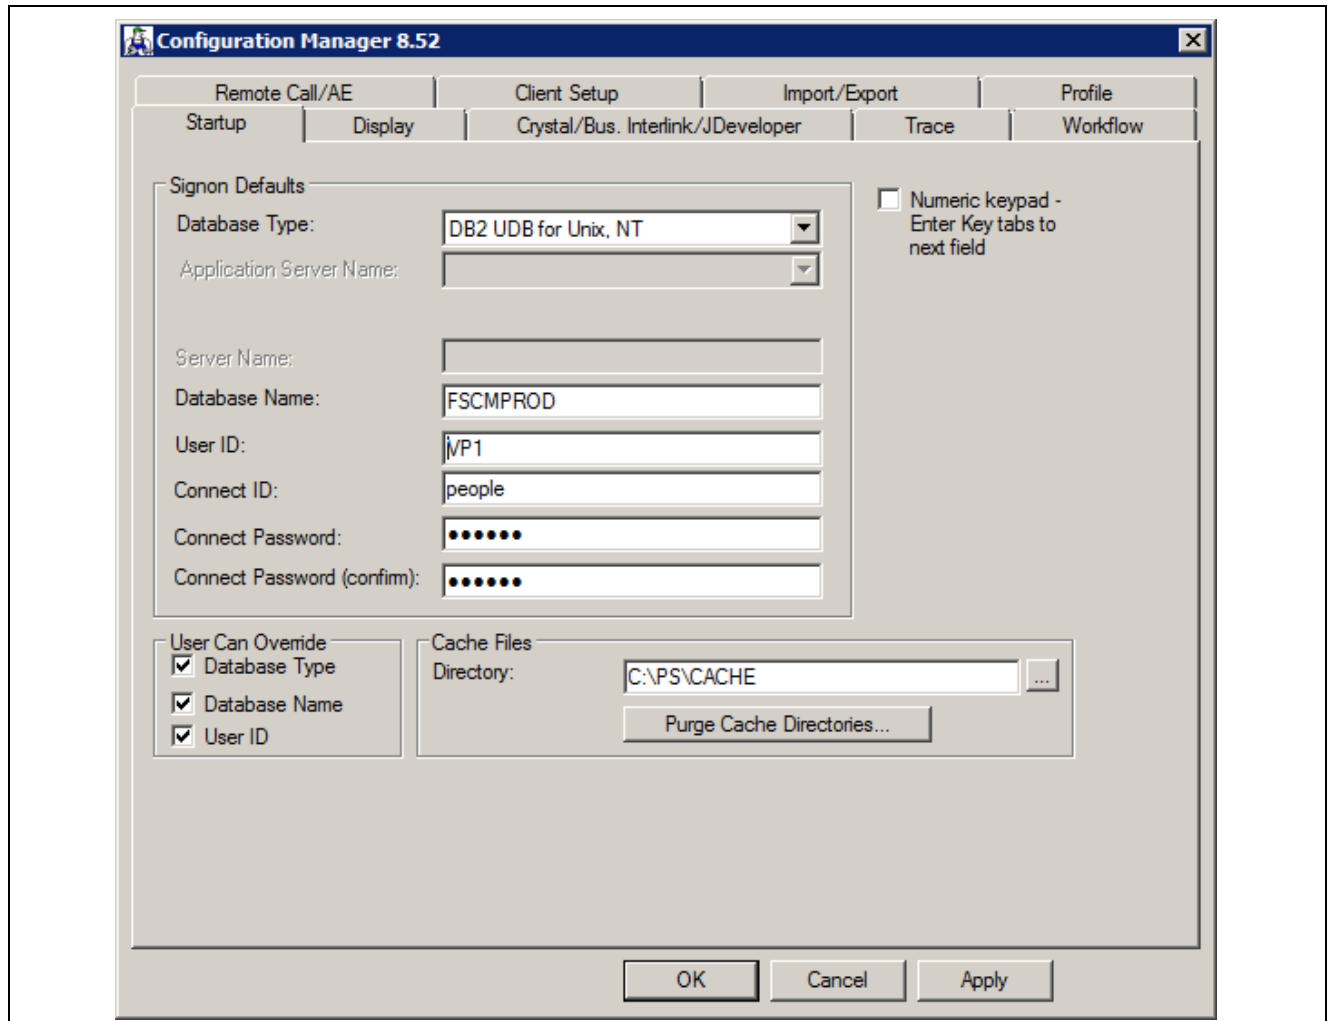 Configuration Manager 8.52
Remote Call/AE Client Setup Import/Export Profile
Startup Display Crystal/Bus. Interlink/JDeveloper Trace Workflow
Signon Defaults
Database Type: DB2 UDB for Unix, NT
Application Server Name:
Numeric keypad -
Enter Key tabs to
next field
Server Name:
Database Name: FSCMPROD
User ID: VP1
Connect ID: people
Connect Password: ●●●●●●
Connect Password (confirm): ●●●●●●
User Can Override
Database Type
Database Name
User ID
Cache Files
Directory: C:\PS\CACHE ...
Purge Cache Directories...
OK Cancel Apply